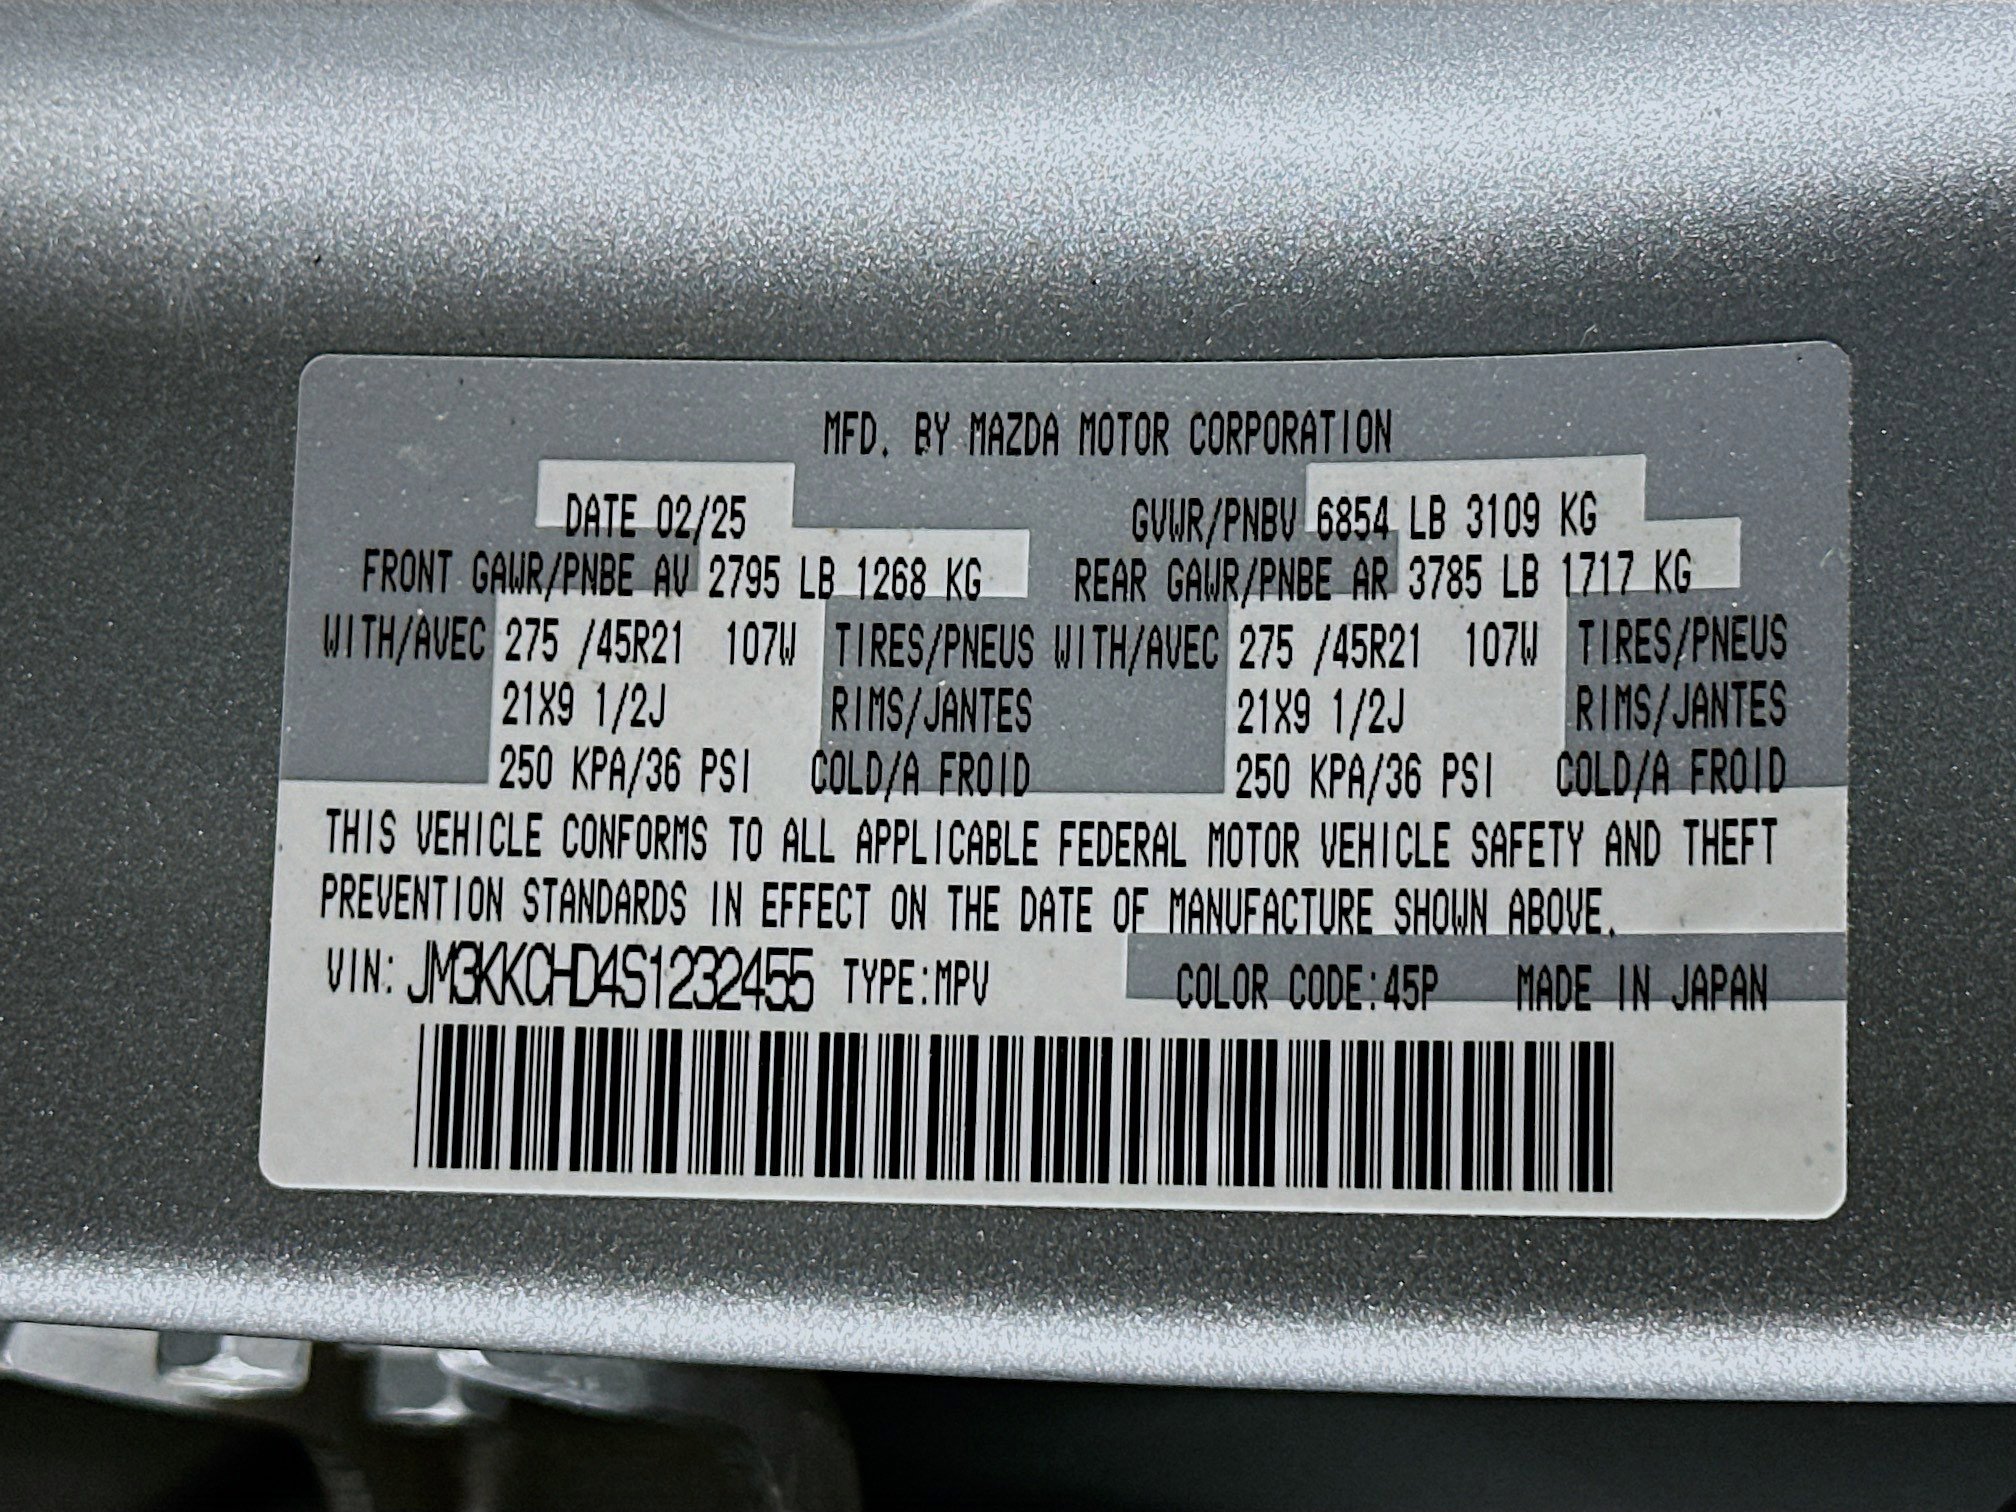 MFD. BY MAZDA MOTOR CORPORATION
DATE 02/25 GVWR/PNBV 6854 LB 3109 KG
FRONT GAWR/PNBE AV 2795 LB 1268 KG REAR GAWR/PNBE AR 3785 LB 1717 KG
WITH/AVEC 275 /45R21 107W TIRES/PNEUS WITH/AVEC 275 /45R21 107W TIRES/PNEUS
21X9 1/2J RIMS/JANTES 21X9 1/2J RIMS/JANTES
250 KPA/36 PSI COLD/A FROID 250 KPA/36 PSI COLD/A FROID
THIS VEHICLE CONFORMS TO ALL APPLICABLE FEDERAL MOTOR VEHICLE SAFETY AND THEFT
PREVENTION STANDARDS IN EFFECT ON THE DATE OF MANUFACTURE SHOWN ABOVE.
VIN: JM3KKCHD4S1232455 TYPE:MPV COLOR CODE:45P MADE IN JAPAN